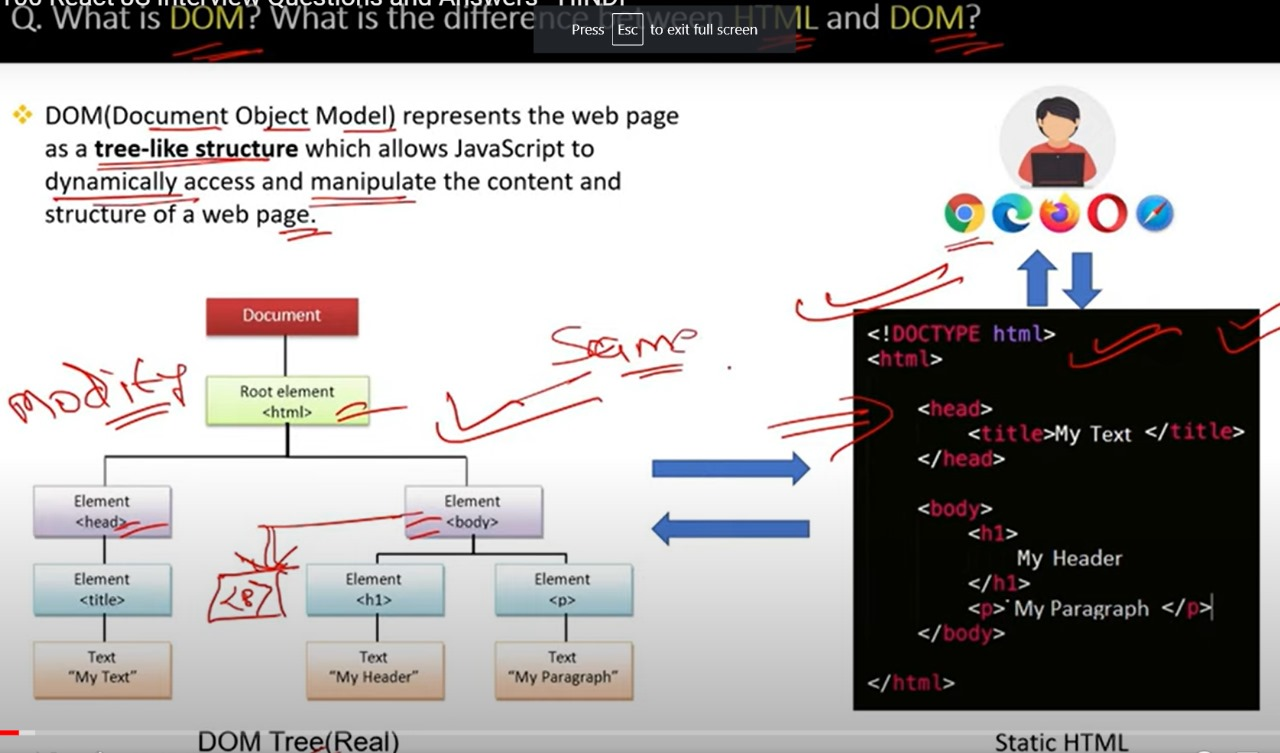 Q. What is DOM? What is the difference between HTML and DOM?
Press Esc to exit full screen
DOM(Document Object Model) represents the web page
as a tree-like structure which allows JavaScript to
dynamically access and manipulate the content and
structure of a web page.
Document
Root element
<html>
Element
<head>
Element
<body>
Element
<title>
Element
<h1>
Element
<p>
Text
"My Text"
Text
"My Header"
Text
"My Paragraph"
DOM Tree(Real)
modify
Same
<!DOCTYPE html>
<html>
<head>
<title>My Text </title>
</head>
<body>
<h1>
My Header
</h1>
<p> My Paragraph </p>
</body>
</html>
Static HTML